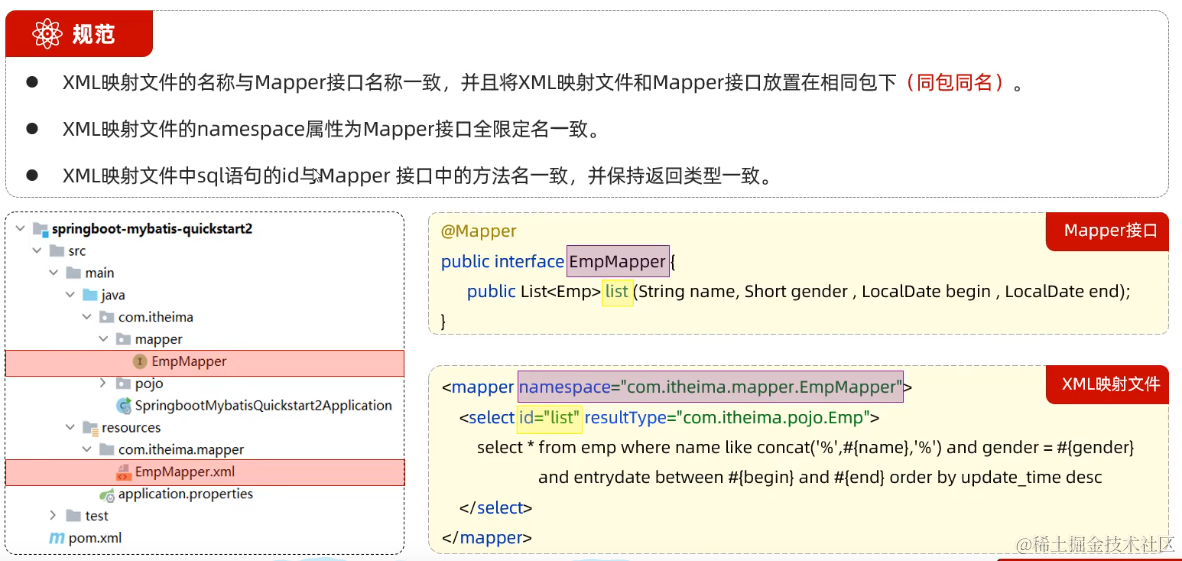 规范
XML映射文件的名称与Mapper接口名称一致，并且将XML映射文件和Mapper接口放置在相同包下（同包同名）。
XML映射文件的namespace属性为Mapper接口全限定名一致。
XML映射文件中sql语句的id与Mapper 接口中的方法名一致，并保持返回类型一致。
springboot-mybatis-quickstart2
src
main
java
com.itheima
mapper
I EmpMapper
pojo
SpringbootMybatisQuickstart2Application
resources
com.itheima.mapper
EmpMapper.xml
application.properties
test
m pom.xml
Mapper接口
@Mapper
public interface EmpMapper {
public List<Emp> list (String name, Short gender , LocalDate begin , LocalDate end);
}
XML映射文件
<mapper namespace="com.itheima.mapper.EmpMapper">
<select id="list" resultType="com.itheima.pojo.Emp">
select * from emp where name like concat('%',#{name},'%') and gender = #{gender}
and entrydate between #{begin} and #{end} order by update_time desc
</select>
</mapper>
@稀土掘金技术社区